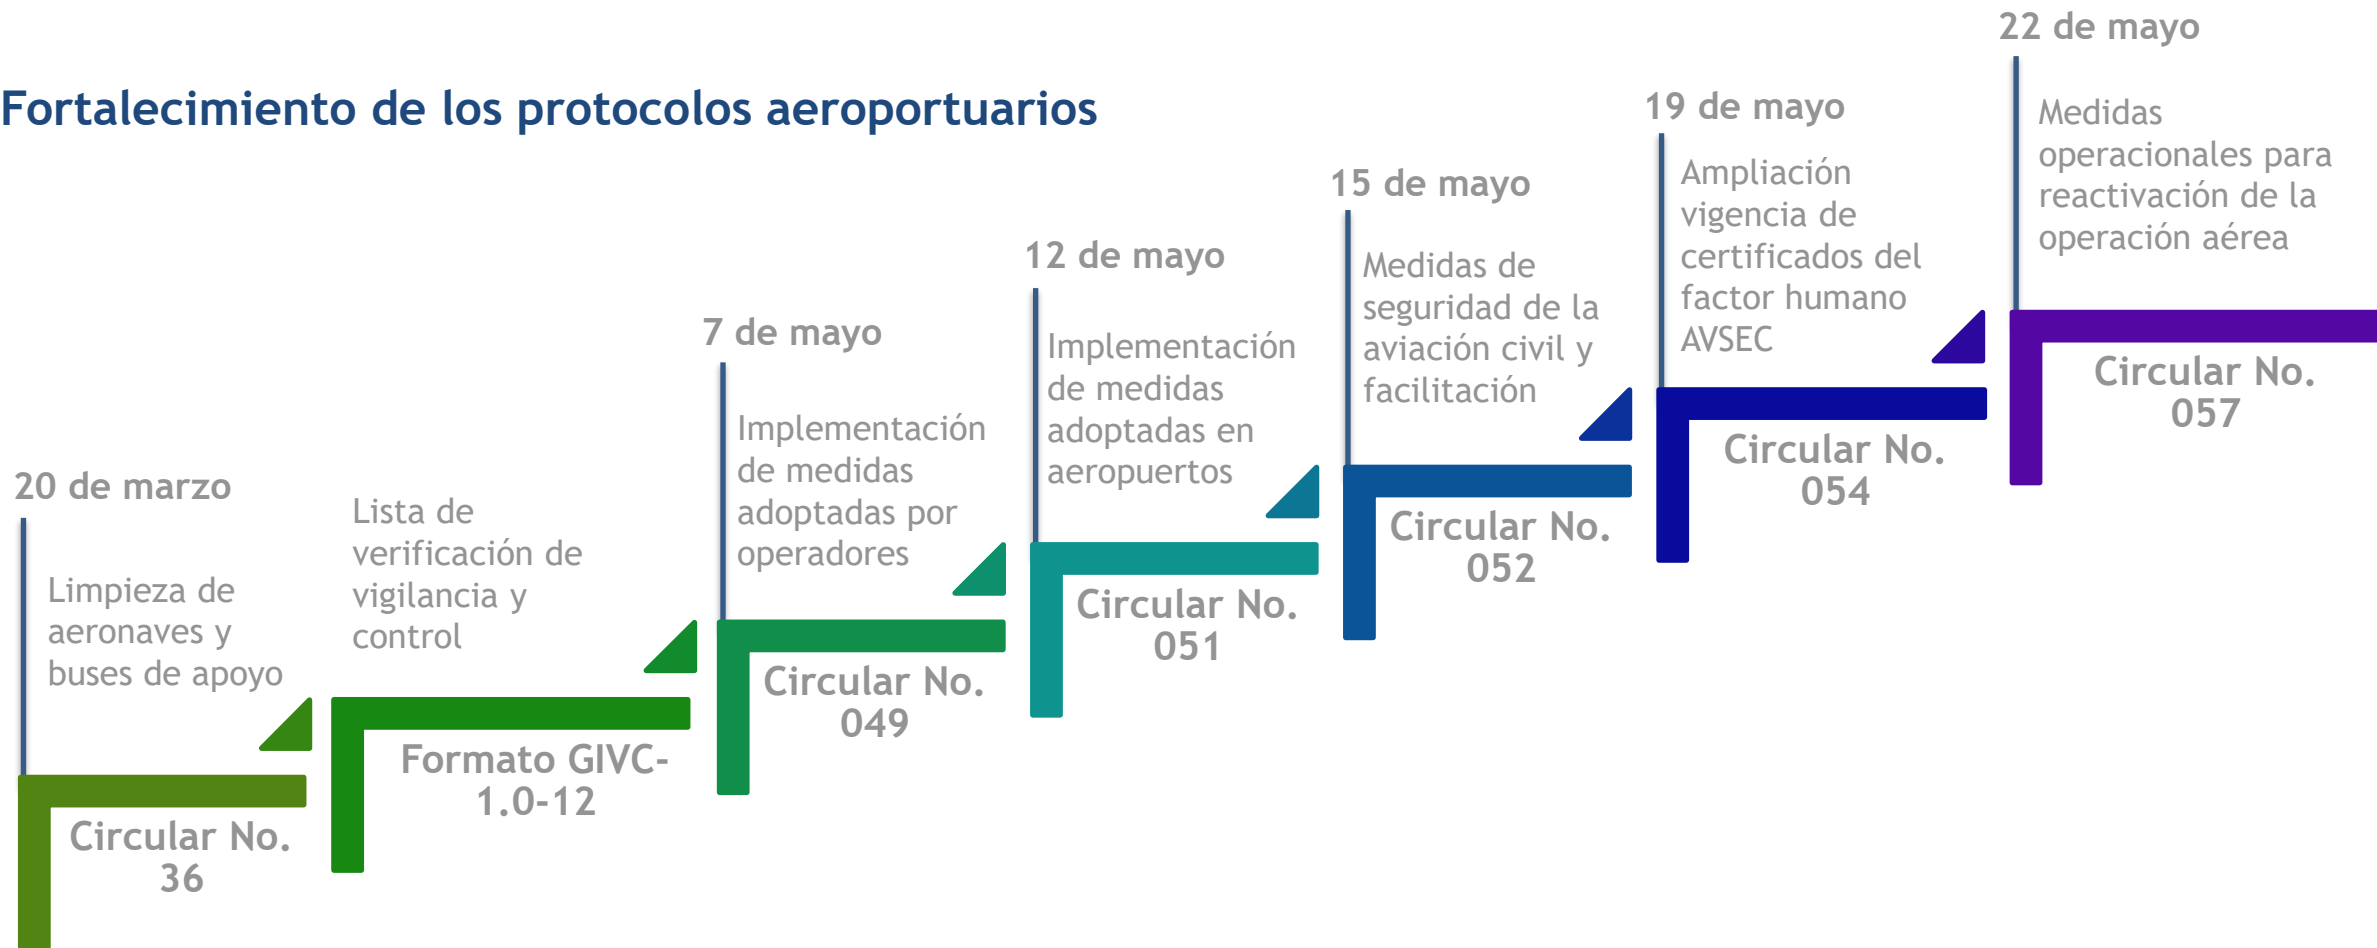 Fortalecimiento de los protocolos aeroportuarios
20 de marzo
Limpieza de
aeronaves y
buses de apoyo
Circular No.
36
Lista de
verificación de
vigilancia y
control
Formato GIVC-
1.0-12
7 de mayo
Implementación
de medidas
adoptadas por
operadores
Circular No.
049
12 de mayo
Implementación
de medidas
adoptadas en
aeropuertos
Circular No.
051
15 de mayo
Medidas de
seguridad de la
aviación civil y
facilitación
Circular No.
052
19 de mayo
Ampliación
vigencia de
certificados del
factor humano
AVSEC
Circular No.
054
22 de mayo
Medidas
operacionales para
reactivación de la
operación aérea
Circular No.
057